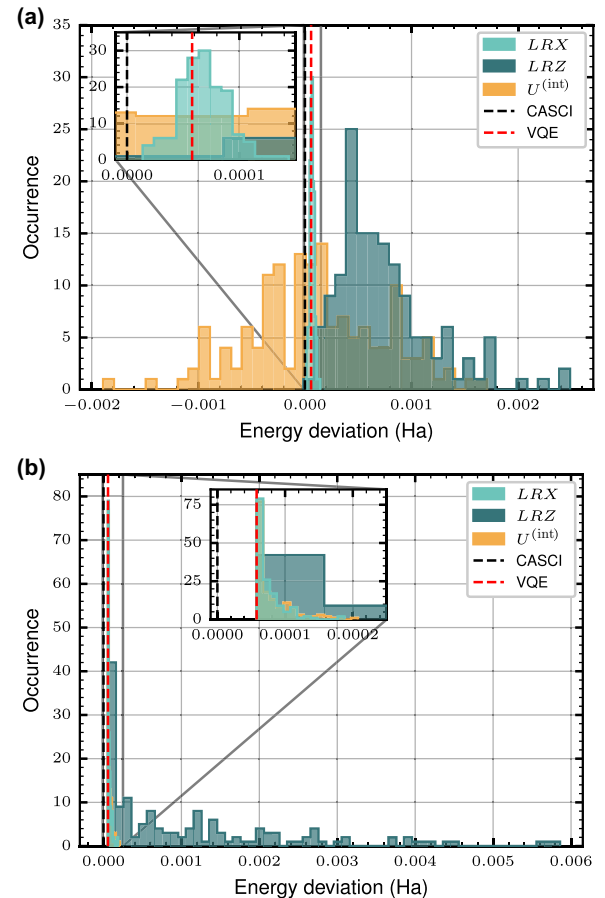 (a)
35
30
25
20
15
10
5
0
Occurrence
30
20
10
0
0.0000 0.0001
LRX
LRZ
U^(int)
CASCI
VQE
−0.002 −0.001 0.000 0.001 0.002
Energy deviation (Ha)
(b)
80
70
60
50
40
30
20
10
0
Occurrence
75
50
25
0
0.0000 0.0001 0.0002
LRX
LRZ
U^(int)
CASCI
VQE
0.000 0.001 0.002 0.003 0.004 0.005 0.006
Energy deviation (Ha)